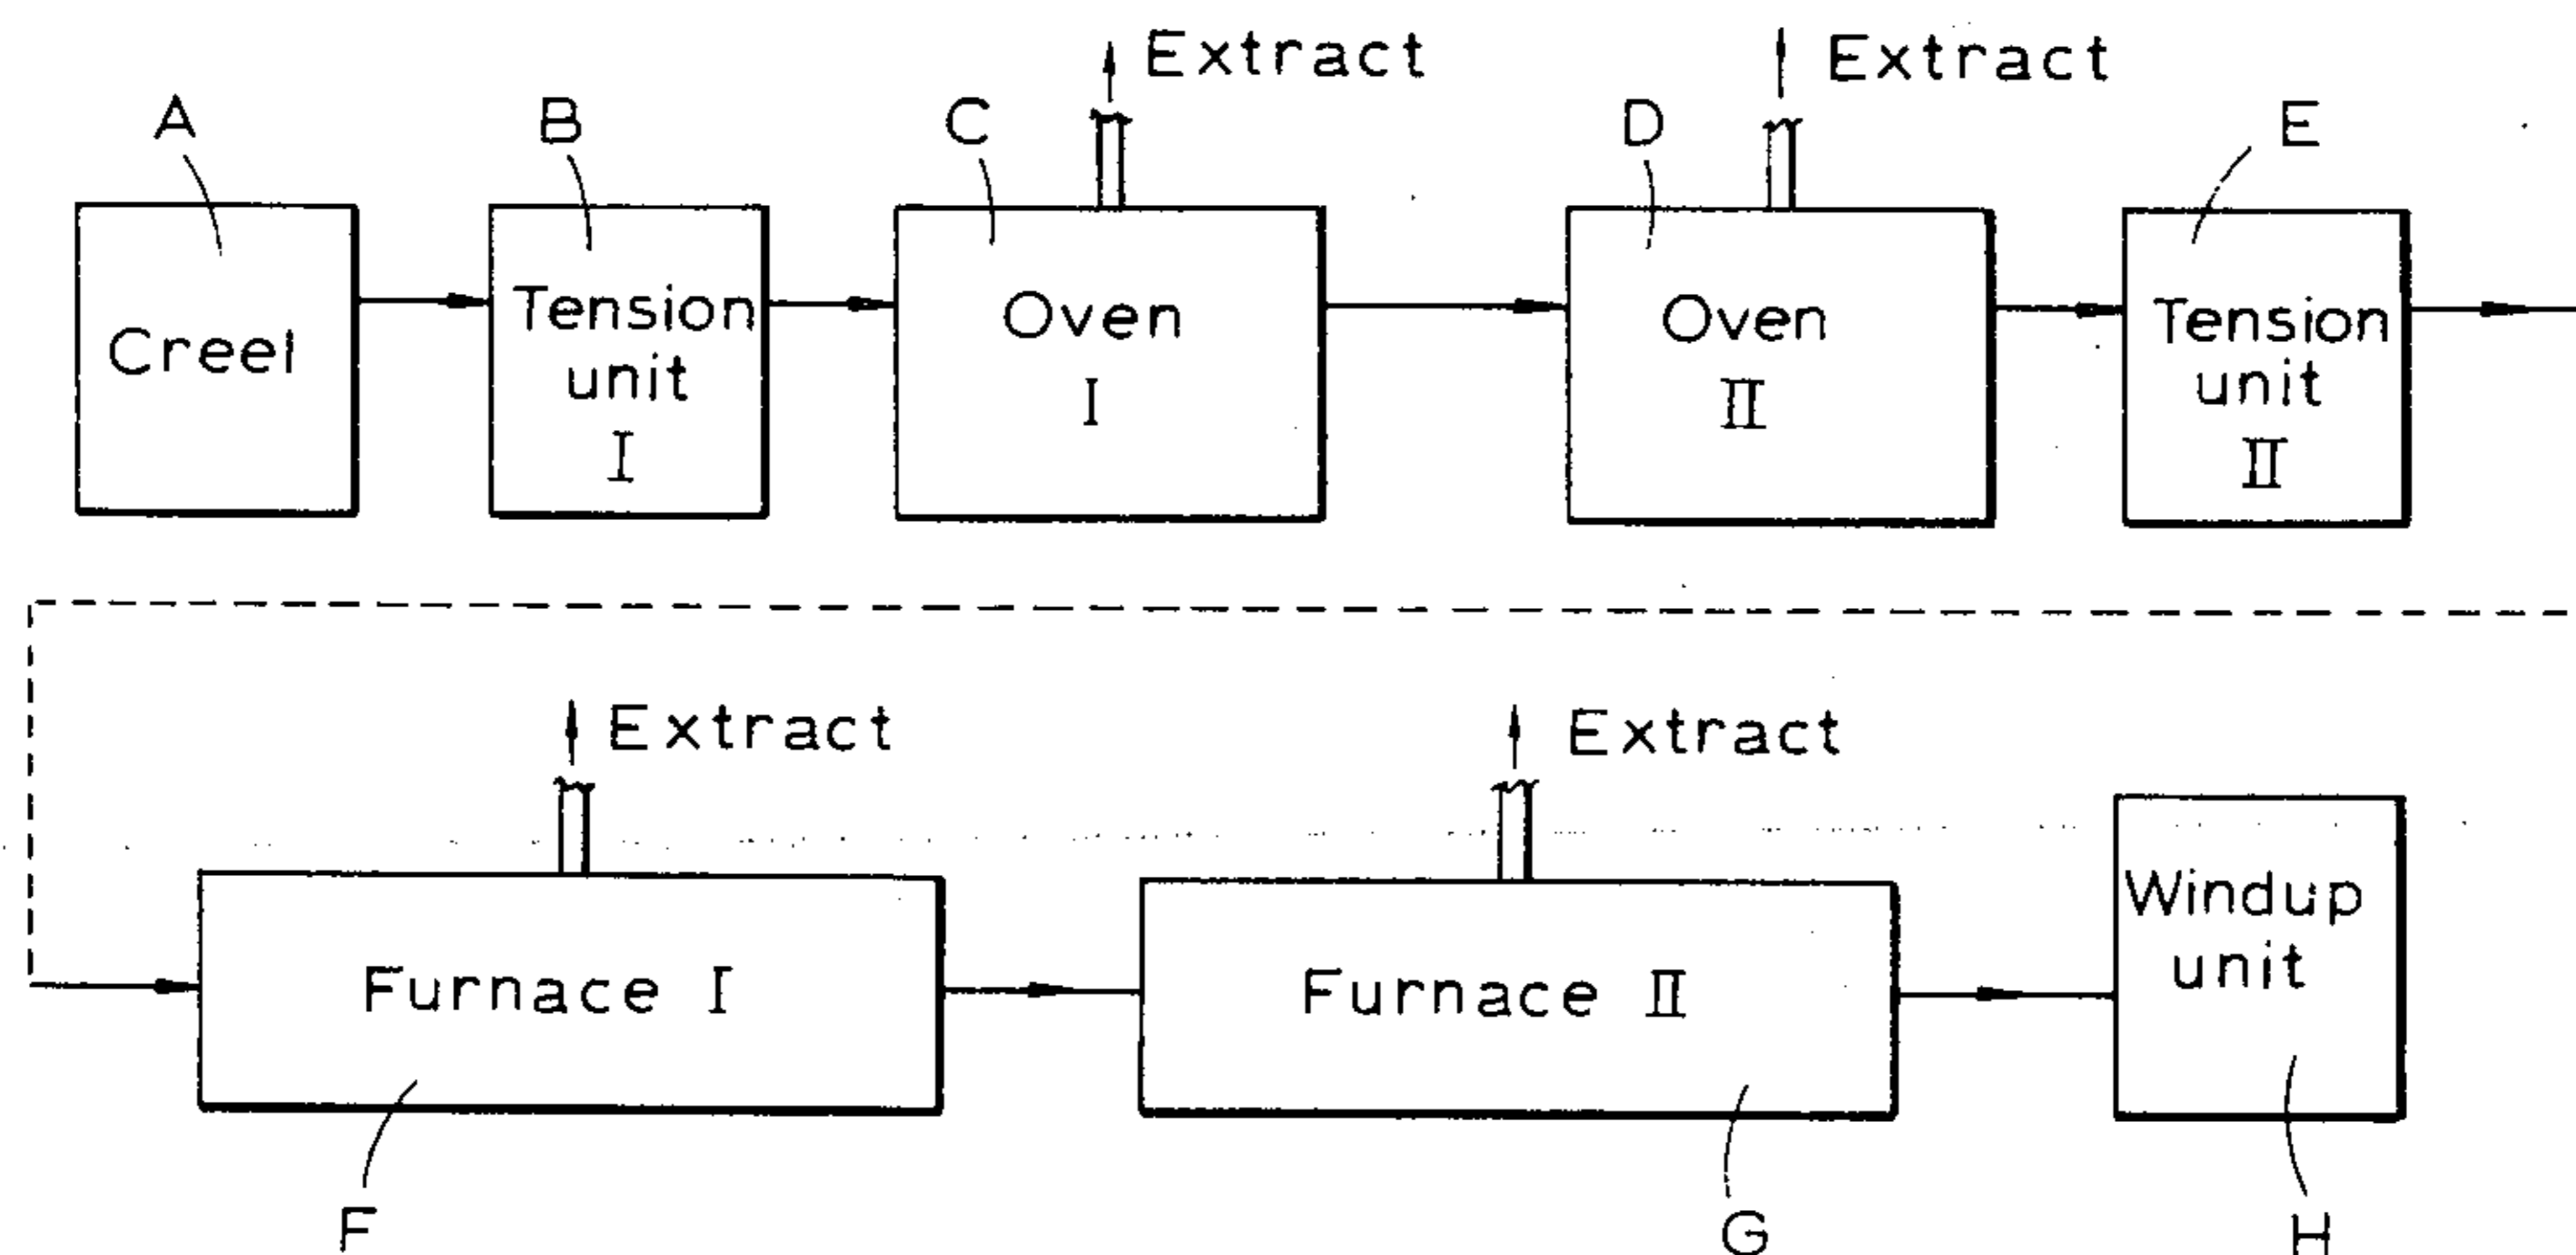 Extract
Extract
A
B
C
D
E
Creel
Tension
unit
I
Oven
I
Oven
II
Tension
unit
II
Extract
Extract
Furnace I
Furnace II
Windup
unit
F
G
H